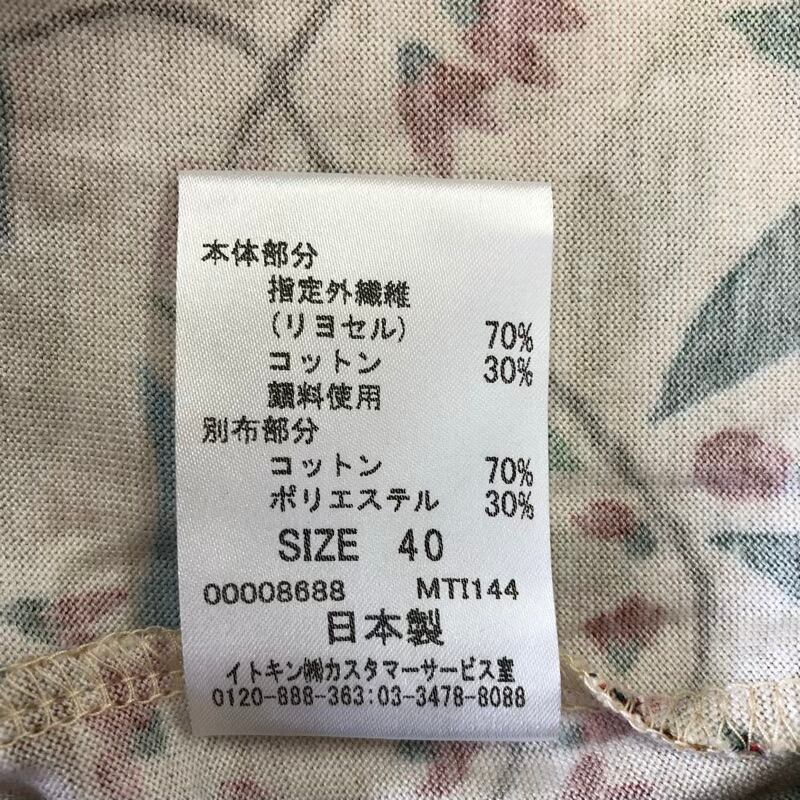 本体部分
指定外繊維
(リヨセル) 70%
コットン 30%
顔料使用
別布部分
コットン 70%
ポリエステル 30%
SIZE 40
00008688 MTI144
日本製
イトキン㈱カスタマーサービス室
0120-888-363:03-3478-8088